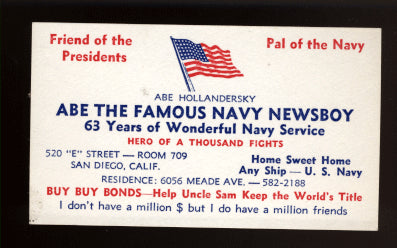 Friend of the
Presidents
Pal of the Navy
ABE HOLLANDERSKY
ABE THE FAMOUS NAVY NEWSBOY
63 Years of Wonderful Navy Service
HERO OF A THOUSAND FIGHTS
520 "E" STREET — ROOM 709
SAN DIEGO, CALIF.
Home Sweet Home
Any Ship — U. S. Navy
RESIDENCE: 6056 MEADE AVE. — 582-2188
BUY BUY BONDS—Help Uncle Sam Keep the World's Title
I don't have a million $ but I do have a million friends